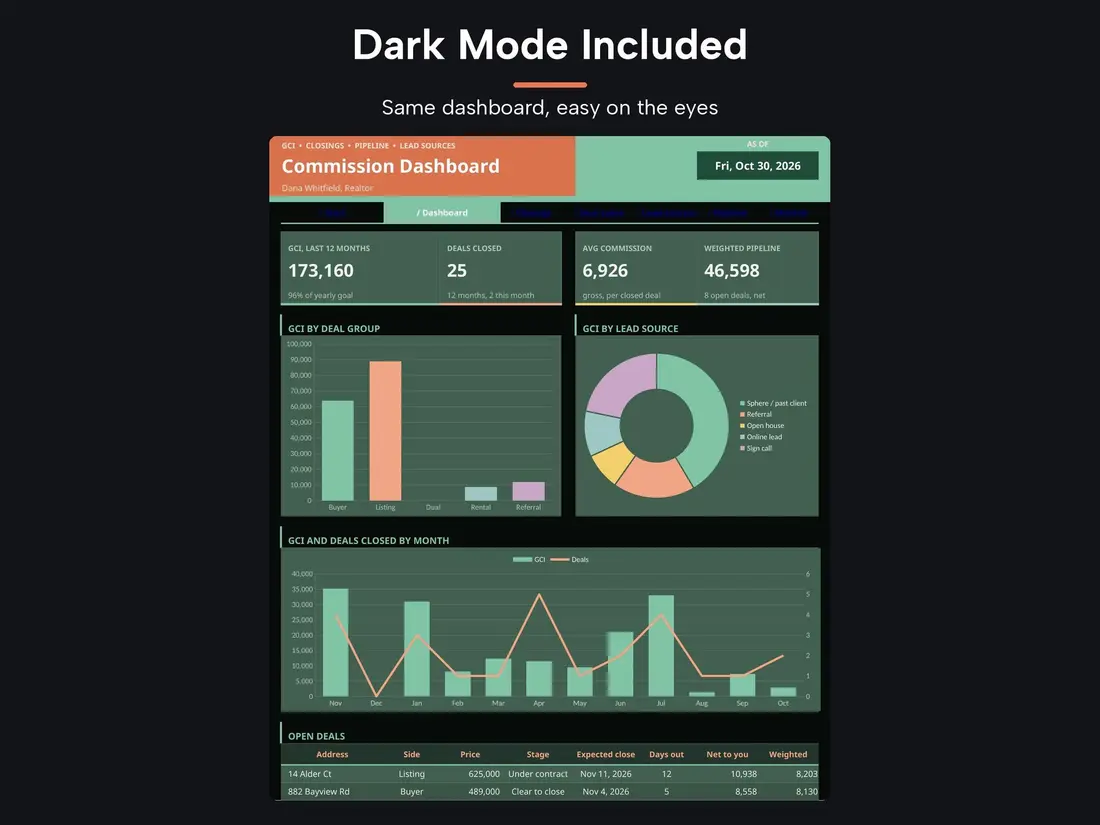 Dark Mode Included
Same dashboard, easy on the eyes
GCI • CLOSINGS • PIPELINE • LEAD SOURCES
Commission Dashboard
Dana Whitfield, Realtor
AS OF
Fri, Oct 30, 2026
/ Dashboard
GCI, LAST 12 MONTHS
173,160
96% of yearly goal
DEALS CLOSED
25
12 months, 2 this month
AVG COMMISSION
6,926
gross, per closed deal
WEIGHTED PIPELINE
46,598
8 open deals, net
GCI BY DEAL GROUP
100,000
90,000
80,000
70,000
60,000
50,000
40,000
30,000
20,000
10,000
0
Buyer Listing Dual Rental Referral
GCI BY LEAD SOURCE
Sphere / past client
Referral
Open house
Online lead
Sign call
GCI AND DEALS CLOSED BY MONTH
GCI Deals
40,000 6
35,000 5
30,000 4
25,000
20,000 3
15,000 2
10,000
5,000 1
0 0
Nov Dec Jan Feb Mar Apr May Jun Jul Aug Sep Oct
OPEN DEALS
Address Side Price Stage Expected close Days out Net to you Weighted
14 Alder Ct Listing 625,000 Under contract Nov 11, 2026 12 10,938 8,203
882 Bayview Rd Buyer 489,000 Clear to close Nov 4, 2026 5 8,558 8,130